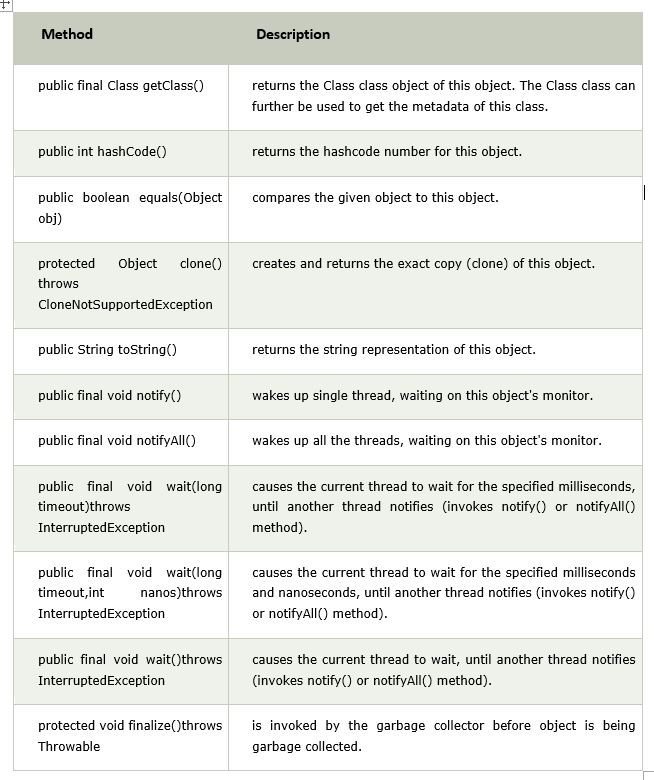 Method
Description
public final Class getClass()
returns the Class class object of this object. The Class class can
further be used to get the metadata of this class.
public int hashCode()
returns the hashcode number for this object.
public boolean equals(Object
obj)
compares the given object to this object.
protected Object clone()
throws
CloneNotSupportedException
creates and returns the exact copy (clone) of this object.
public String toString()
returns the string representation of this object.
public final void notify()
wakes up single thread, waiting on this object's monitor.
public final void notifyAll()
wakes up all the threads, waiting on this object's monitor.
public final void wait(long
timeout)throws
InterruptedException
causes the current thread to wait for the specified milliseconds,
until another thread notifies (invokes notify() or notifyAll()
method).
public final void wait(long
timeout,int nanos)throws
InterruptedException
causes the current thread to wait for the specified milliseconds
and nanoseconds, until another thread notifies (invokes notify()
or notifyAll() method).
public final void wait()throws
InterruptedException
causes the current thread to wait, until another thread notifies
(invokes notify() or notifyAll() method).
protected void finalize()throws
Throwable
is invoked by the garbage collector before object is being
garbage collected.